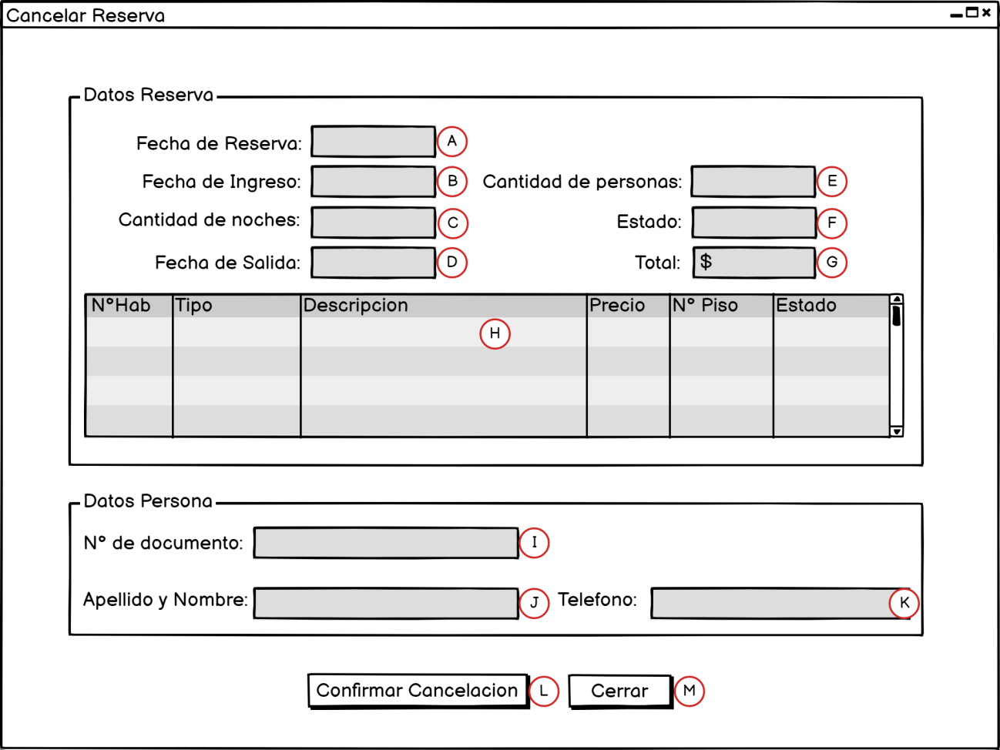 Cancelar Reserva
Datos Reserva
Fecha de Reserva: A
Fecha de Ingreso: B Cantidad de personas: E
Cantidad de noches: C Estado: F
Fecha de Salida: D Total: $ G
N°Hab Tipo Descripcion Precio N° Piso Estado
H
Datos Persona
N° de documento: I
Apellido y Nombre: J Telefono: K
Confirmar Cancelacion L Cerrar M